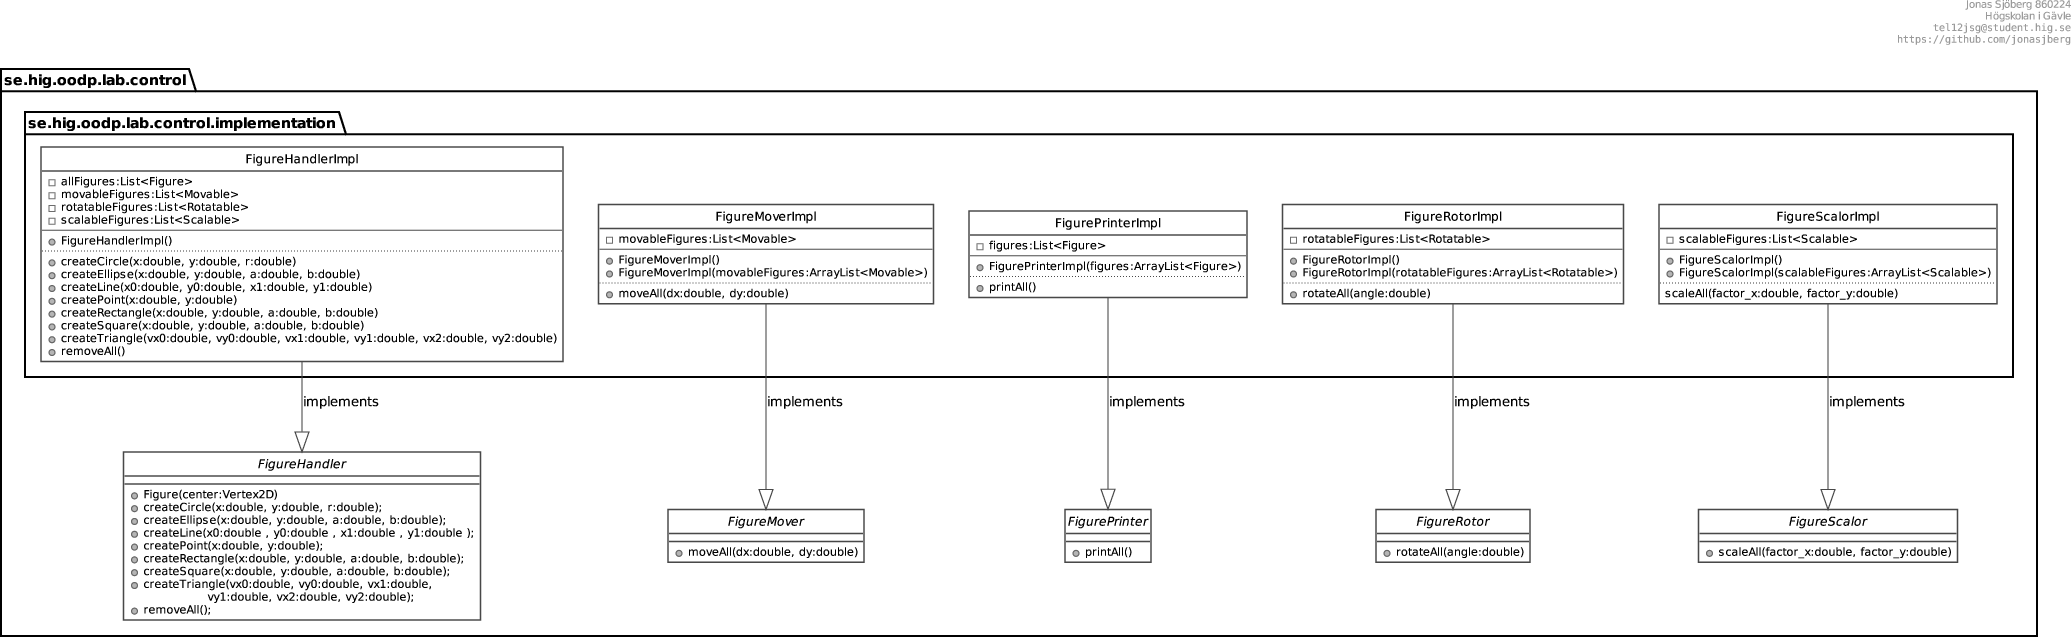 Jonas Sjöberg 860224
Högskolan i Gävle
tel12jsg@student.hig.se
https://github.com/jonasjberg
se.hig.oodp.lab.control
se.hig.oodp.lab.control.implementation
FigureHandlerImpl
allFigures:List<Figure>
movableFigures:List<Movable>
rotatableFigures:List<Rotatable>
scalableFigures:List<Scalable>
FigureHandlerImpl()
createCircle(x:double, y:double, r:double)
createEllipse(x:double, y:double, a:double, b:double)
createLine(x0:double, y0:double, x1:double, y1:double)
createPoint(x:double, y:double)
createRectangle(x:double, y:double, a:double, b:double)
createSquare(x:double, y:double, a:double, b:double)
createTriangle(vx0:double, vy0:double, vx1:double, vy1:double, vx2:double, vy2:double)
removeAll()
FigureMoverImpl
movableFigures:List<Movable>
FigureMoverImpl()
FigureMoverImpl(movableFigures:ArrayList<Movable>)
moveAll(dx:double, dy:double)
FigurePrinterImpl
figures:List<Figure>
FigurePrinterImpl(figures:ArrayList<Figure>)
printAll()
FigureRotorImpl
rotatableFigures:List<Rotatable>
FigureRotorImpl()
FigureRotorImpl(rotatableFigures:ArrayList<Rotatable>)
rotateAll(angle:double)
FigureScalorImpl
scalableFigures:List<Scalable>
FigureScalorImpl()
FigureScalorImpl(scalableFigures:ArrayList<Scalable>)
scaleAll(factor_x:double, factor_y:double)
implements
implements
implements
implements
implements
FigureHandler
Figure(center:Vertex2D)
createCircle(x:double, y:double, r:double);
createEllipse(x:double, y:double, a:double, b:double);
createLine(x0:double , y0:double , x1:double , y1:double );
createPoint(x:double, y:double);
createRectangle(x:double, y:double, a:double, b:double);
createSquare(x:double, y:double, a:double, b:double);
createTriangle(vx0:double, vy0:double, vx1:double,
vy1:double, vx2:double, vy2:double);
removeAll();
FigureMover
moveAll(dx:double, dy:double)
FigurePrinter
printAll()
FigureRotor
rotateAll(angle:double)
FigureScalor
scaleAll(factor_x:double, factor_y:double)